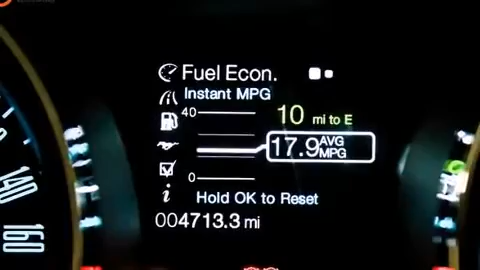 Fuel Econ.
Instant MPG
40
10 mi to E
17.9 AVG MPG
0
i
Hold OK to Reset
004713.3 mi
140
160